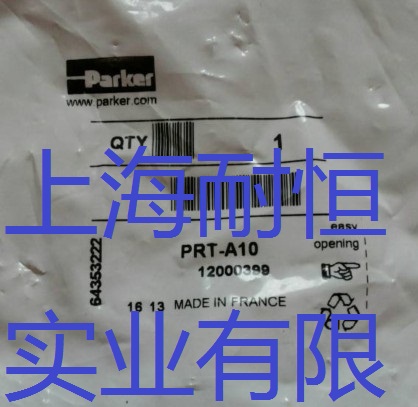 Parker
www.parker.com
QTY 1
上海耐恒
easy
opening
PRT-A10
12000399
64353222
16 13 MADE IN FRANCE
实业有限